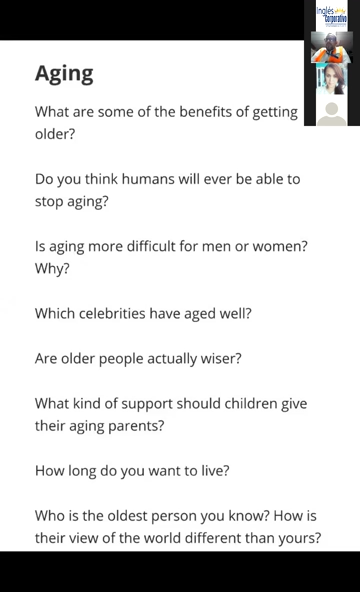 Inglés
Corporativo
Aging
What are some of the benefits of getting
older?
Do you think humans will ever be able to
stop aging?
Is aging more difficult for men or women?
Why?
Which celebrities have aged well?
Are older people actually wiser?
What kind of support should children give
their aging parents?
How long do you want to live?
Who is the oldest person you know? How is
their view of the world different than yours?